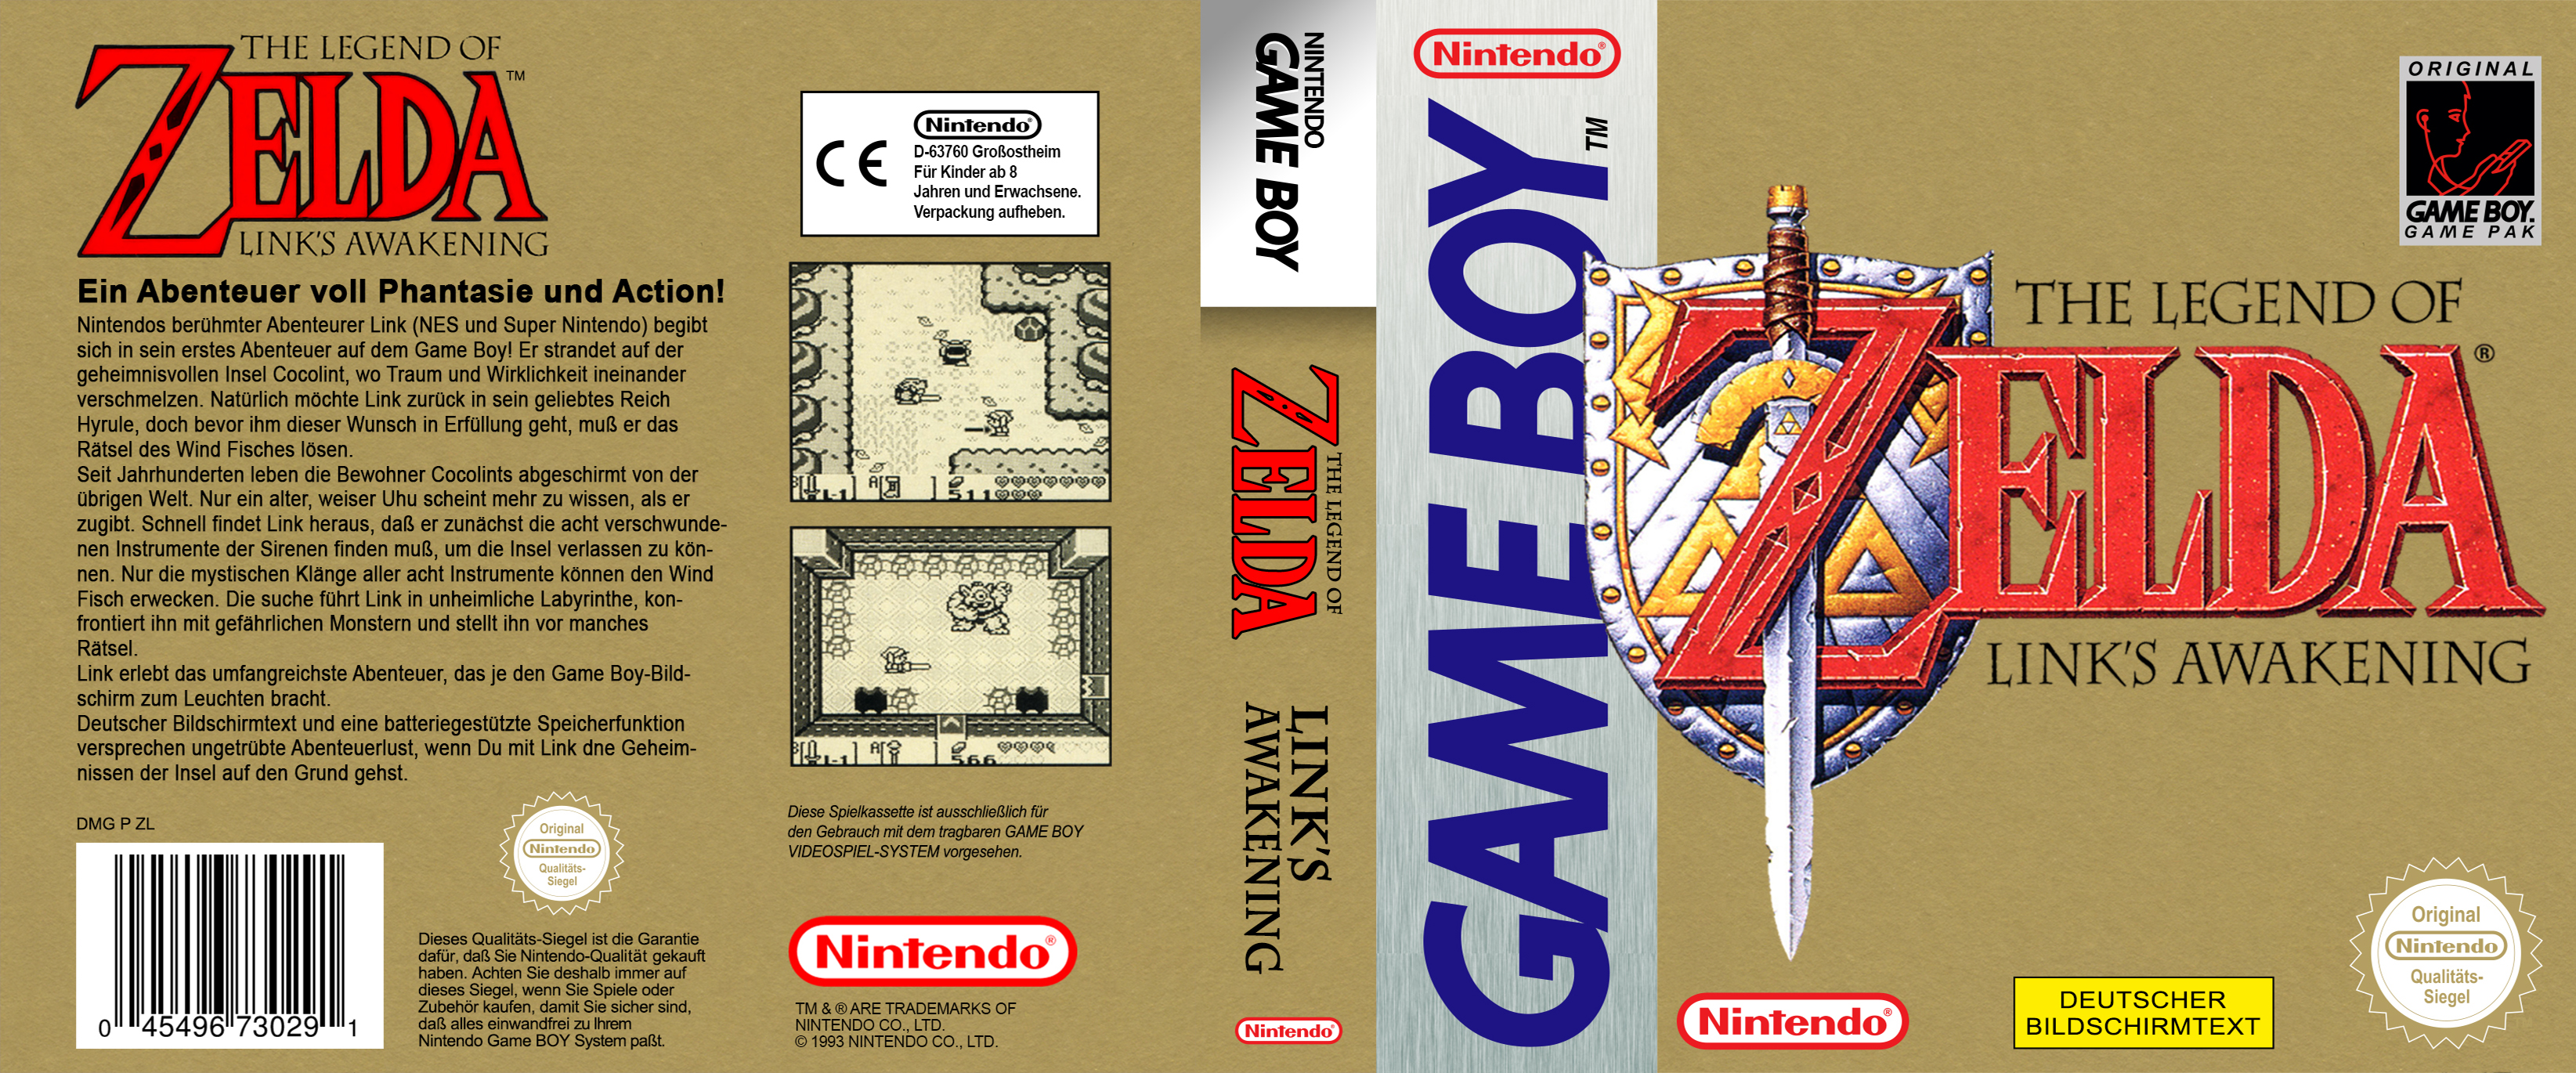 THE LEGEND OF
ZELDA™
LINK'S AWAKENING
Ein Abenteuer voll Phantasie und Action!
Nintendos berühmter Abenteurer Link (NES und Super Nintendo) begibt
sich in sein erstes Abenteuer auf dem Game Boy! Er strandet auf der
geheimnisvollen Insel Cocolint, wo Traum und Wirklichkeit ineinander
verschmelzen. Natürlich möchte Link zurück in sein geliebtes Reich
Hyrule, doch bevor ihm dieser Wunsch in Erfüllung geht, muß er das
Rätsel des Wind Fisches lösen.
Seit Jahrhunderten leben die Bewohner Cocolints abgeschirmt von der
übrigen Welt. Nur ein alter, weiser Uhu scheint mehr zu wissen, als er
zugibt. Schnell findet Link heraus, daß er zunächst die acht verschwunde-
nen Instrumente der Sirenen finden muß, um die Insel verlassen zu kön-
nen. Nur die mystischen Klänge aller acht Instrumente können den Wind
Fisch erwecken. Die suche führt Link in unheimliche Labyrinthe, kon-
frontiert ihn mit gefährlichen Monstern und stellt ihn vor manches
Rätsel.
Link erlebt das umfangreichste Abenteuer, das je den Game Boy-Bild-
schirm zum Leuchten bracht.
Deutscher Bildschirmtext und eine batteriegestützte Speicherfunktion
versprechen ungetrübte Abenteuerlust, wenn Du mit Link dne Geheim-
nissen der Insel auf den Grund gehst.
DMG P ZL
0 45496 73029 1
Original
Nintendo
Qualitäts-
Siegel
Dieses Qualitäts-Siegel ist die Garantie
dafür, daß Sie Nintendo-Qualität gekauft
haben. Achten Sie deshalb immer auf
dieses Siegel, wenn Sie Spiele oder
Zubehör kaufen, damit Sie sicher sind,
daß alles einwandfrei zu Ihrem
Nintendo Game BOY System paßt.
CE
Nintendo®
D-63760 Großostheim
Für Kinder ab 8
Jahren und Erwachsene.
Verpackung aufheben.
B L-1 A 511
B L-1 A 566
Diese Spielkassette ist ausschließlich für
den Gebrauch mit dem tragbaren GAME BOY
VIDEOSPIEL-SYSTEM vorgesehen.
Nintendo®
TM & ® ARE TRADEMARKS OF
NINTENDO CO., LTD.
© 1993 NINTENDO CO., LTD.
NINTENDO
GAME BOY
THE LEGEND OF
ZELDA
LINK'S
AWAKENING
Nintendo®
Nintendo®
GAME BOY™
ORIGINAL
GAME BOY.
GAME PAK
THE LEGEND OF
ZELDA®
LINK'S AWAKENING
Nintendo®
DEUTSCHER
BILDSCHIRMTEXT
Original
Nintendo
Qualitäts-
Siegel